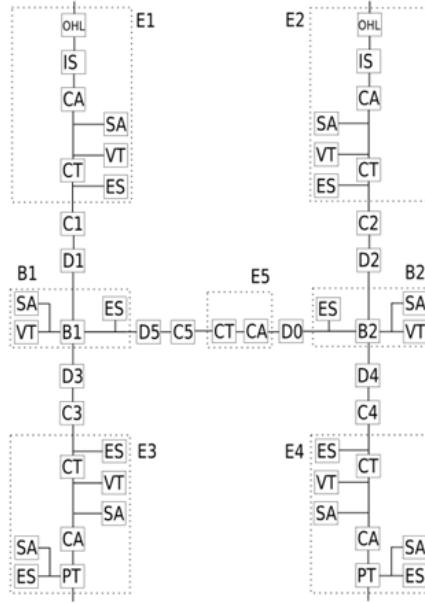 E1 E2
OHL OHL
IS IS
CA CA
SA SA
VT VT
CT CT
ES ES
C1 C2
D1 D2
B1 E5 B2
SA ES ES SA
VT B1 D5 C5 CT CA D0 B2 VT
D3 D4
C3 C4
ES E3 E4 ES
CT CT
VT VT
SA SA
CA CA
SA SA
ES PT PT ES